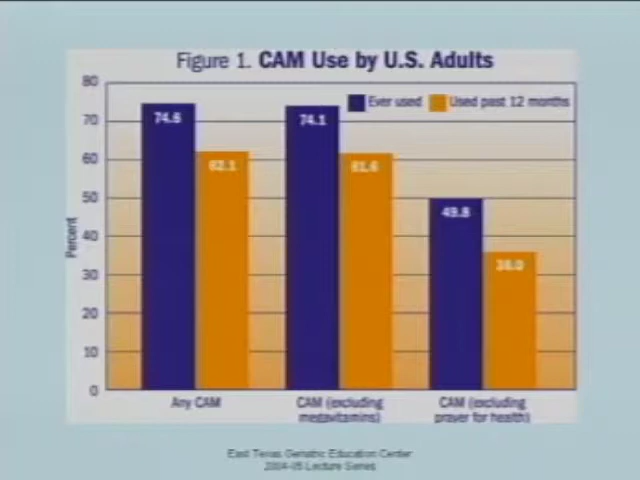 Figure 1. CAM Use by U.S. Adults
80
70
60
50
40
30
20
10
0
Percent
Ever used
Used past 12 months
74.6
62.1
74.1
61.6
49.8
36.0
Any CAM
CAM (excluding
megavitamins)
CAM (excluding
prayer for health)
East Texas Geriatric Education Center
2004-05 Lecture Series